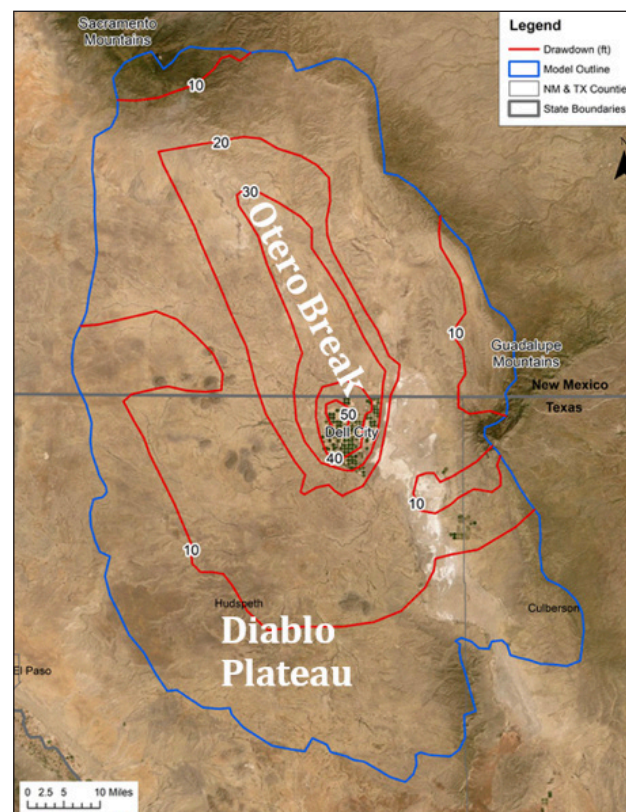 Sacramento
Mountains
Legend
Drawdown (ft)
Model Outline
NM & TX Countie
State Boundaries
N
10
20
30
Otero Break
10
Guadalupe
Mountains
New Mexico
Texas
50
Dell City
40
10
10
Hudspeth
Culberson
Diablo
Plateau
El Paso
0 2.5 5 10 Miles